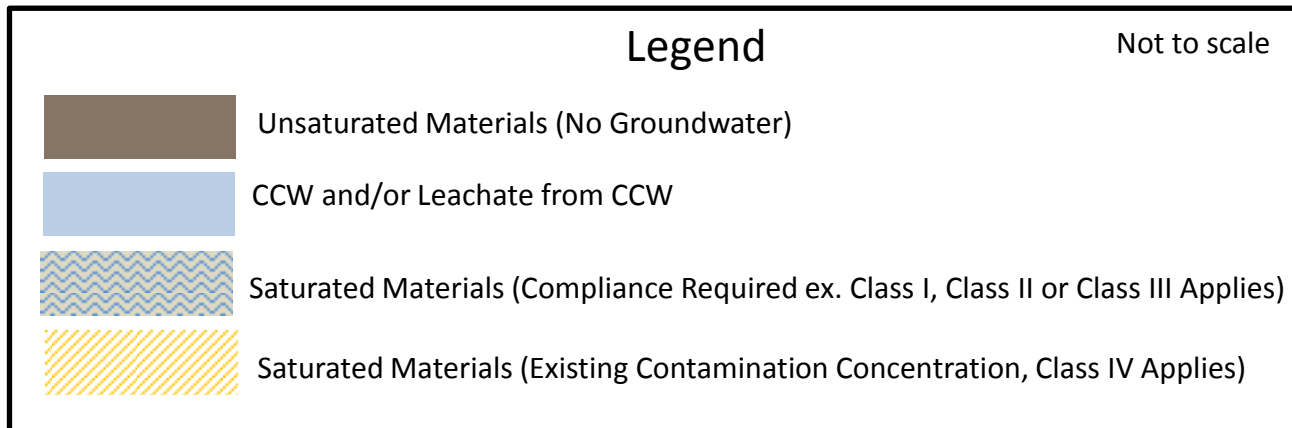 Legend
Not to scale
Unsaturated Materials (No Groundwater)
CCW and/or Leachate from CCW
Saturated Materials (Compliance Required ex. Class I, Class II or Class III Applies)
Saturated Materials (Existing Contamination Concentration, Class IV Applies)